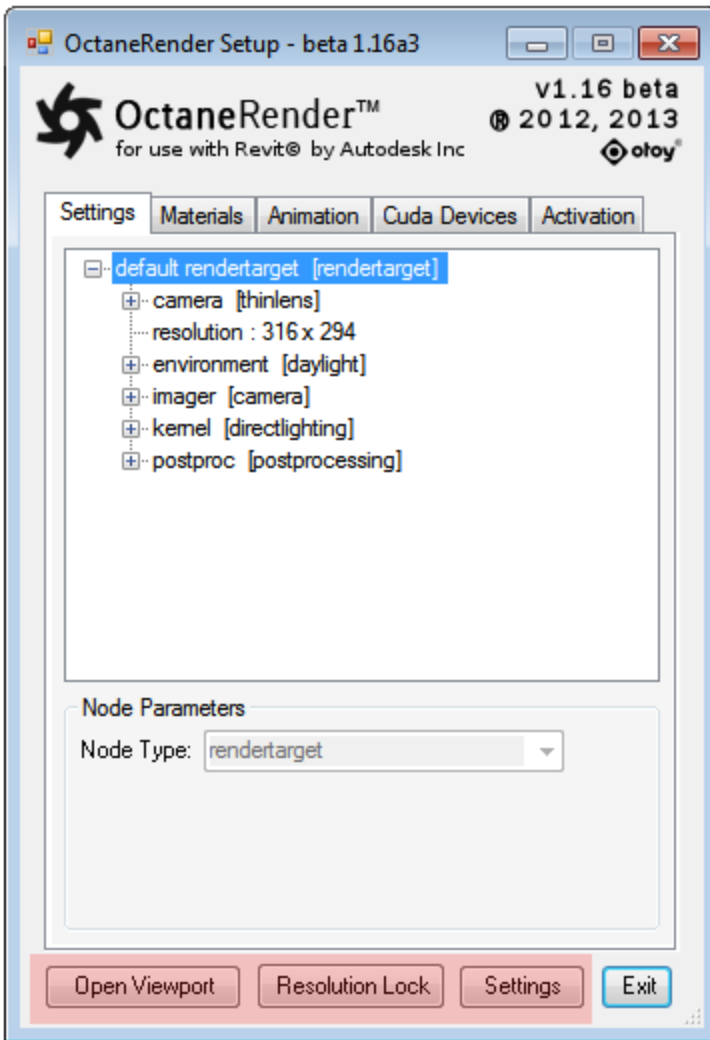 OctaneRender Setup - beta 1.16a3
v1.16 beta
OctaneRender™
® 2012, 2013
for use with Revit® by Autodesk Inc
otoy®
Settings Materials Animation Cuda Devices Activation
default rendertarget [rendertarget]
camera [thinlens]
resolution : 316 x 294
environment [daylight]
imager [camera]
kernel [directlighting]
postproc [postprocessing]
Node Parameters
Node Type: rendertarget
Open Viewport Resolution Lock Settings Exit